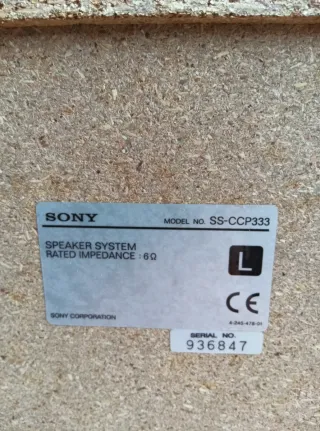 SONY MODEL NO. SS-CCP333
SPEAKER SYSTEM
RATED IMPEDANCE : 6Ω
L
CE
SONY CORPORATION
SERIAL NO.
936847